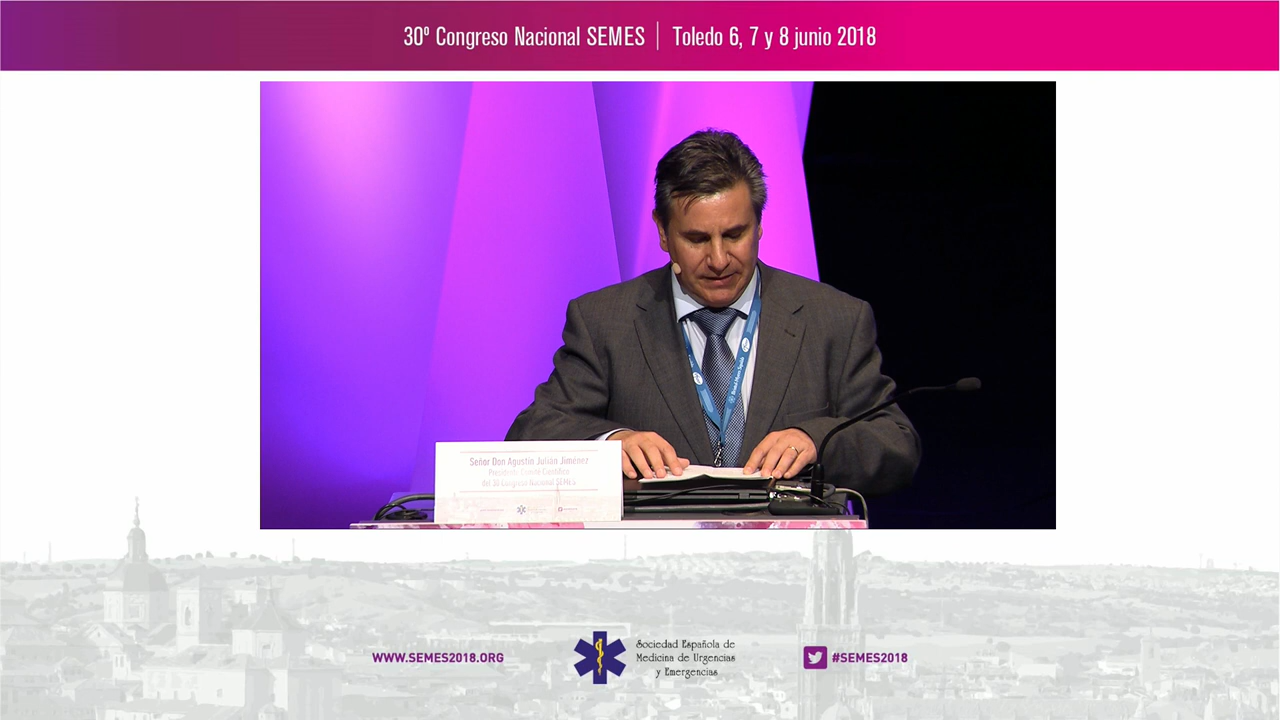 30º Congreso Nacional SEMES | Toledo 6, 7 y 8 junio 2018
Señor Don Agustín Julián Jiménez
Presidente Comité Científico
del 30 Congreso Nacional SEMES
WWW.SEMES2018.ORG
Sociedad Española de
Medicina de Urgencias
y Emergencias
#SEMES2018